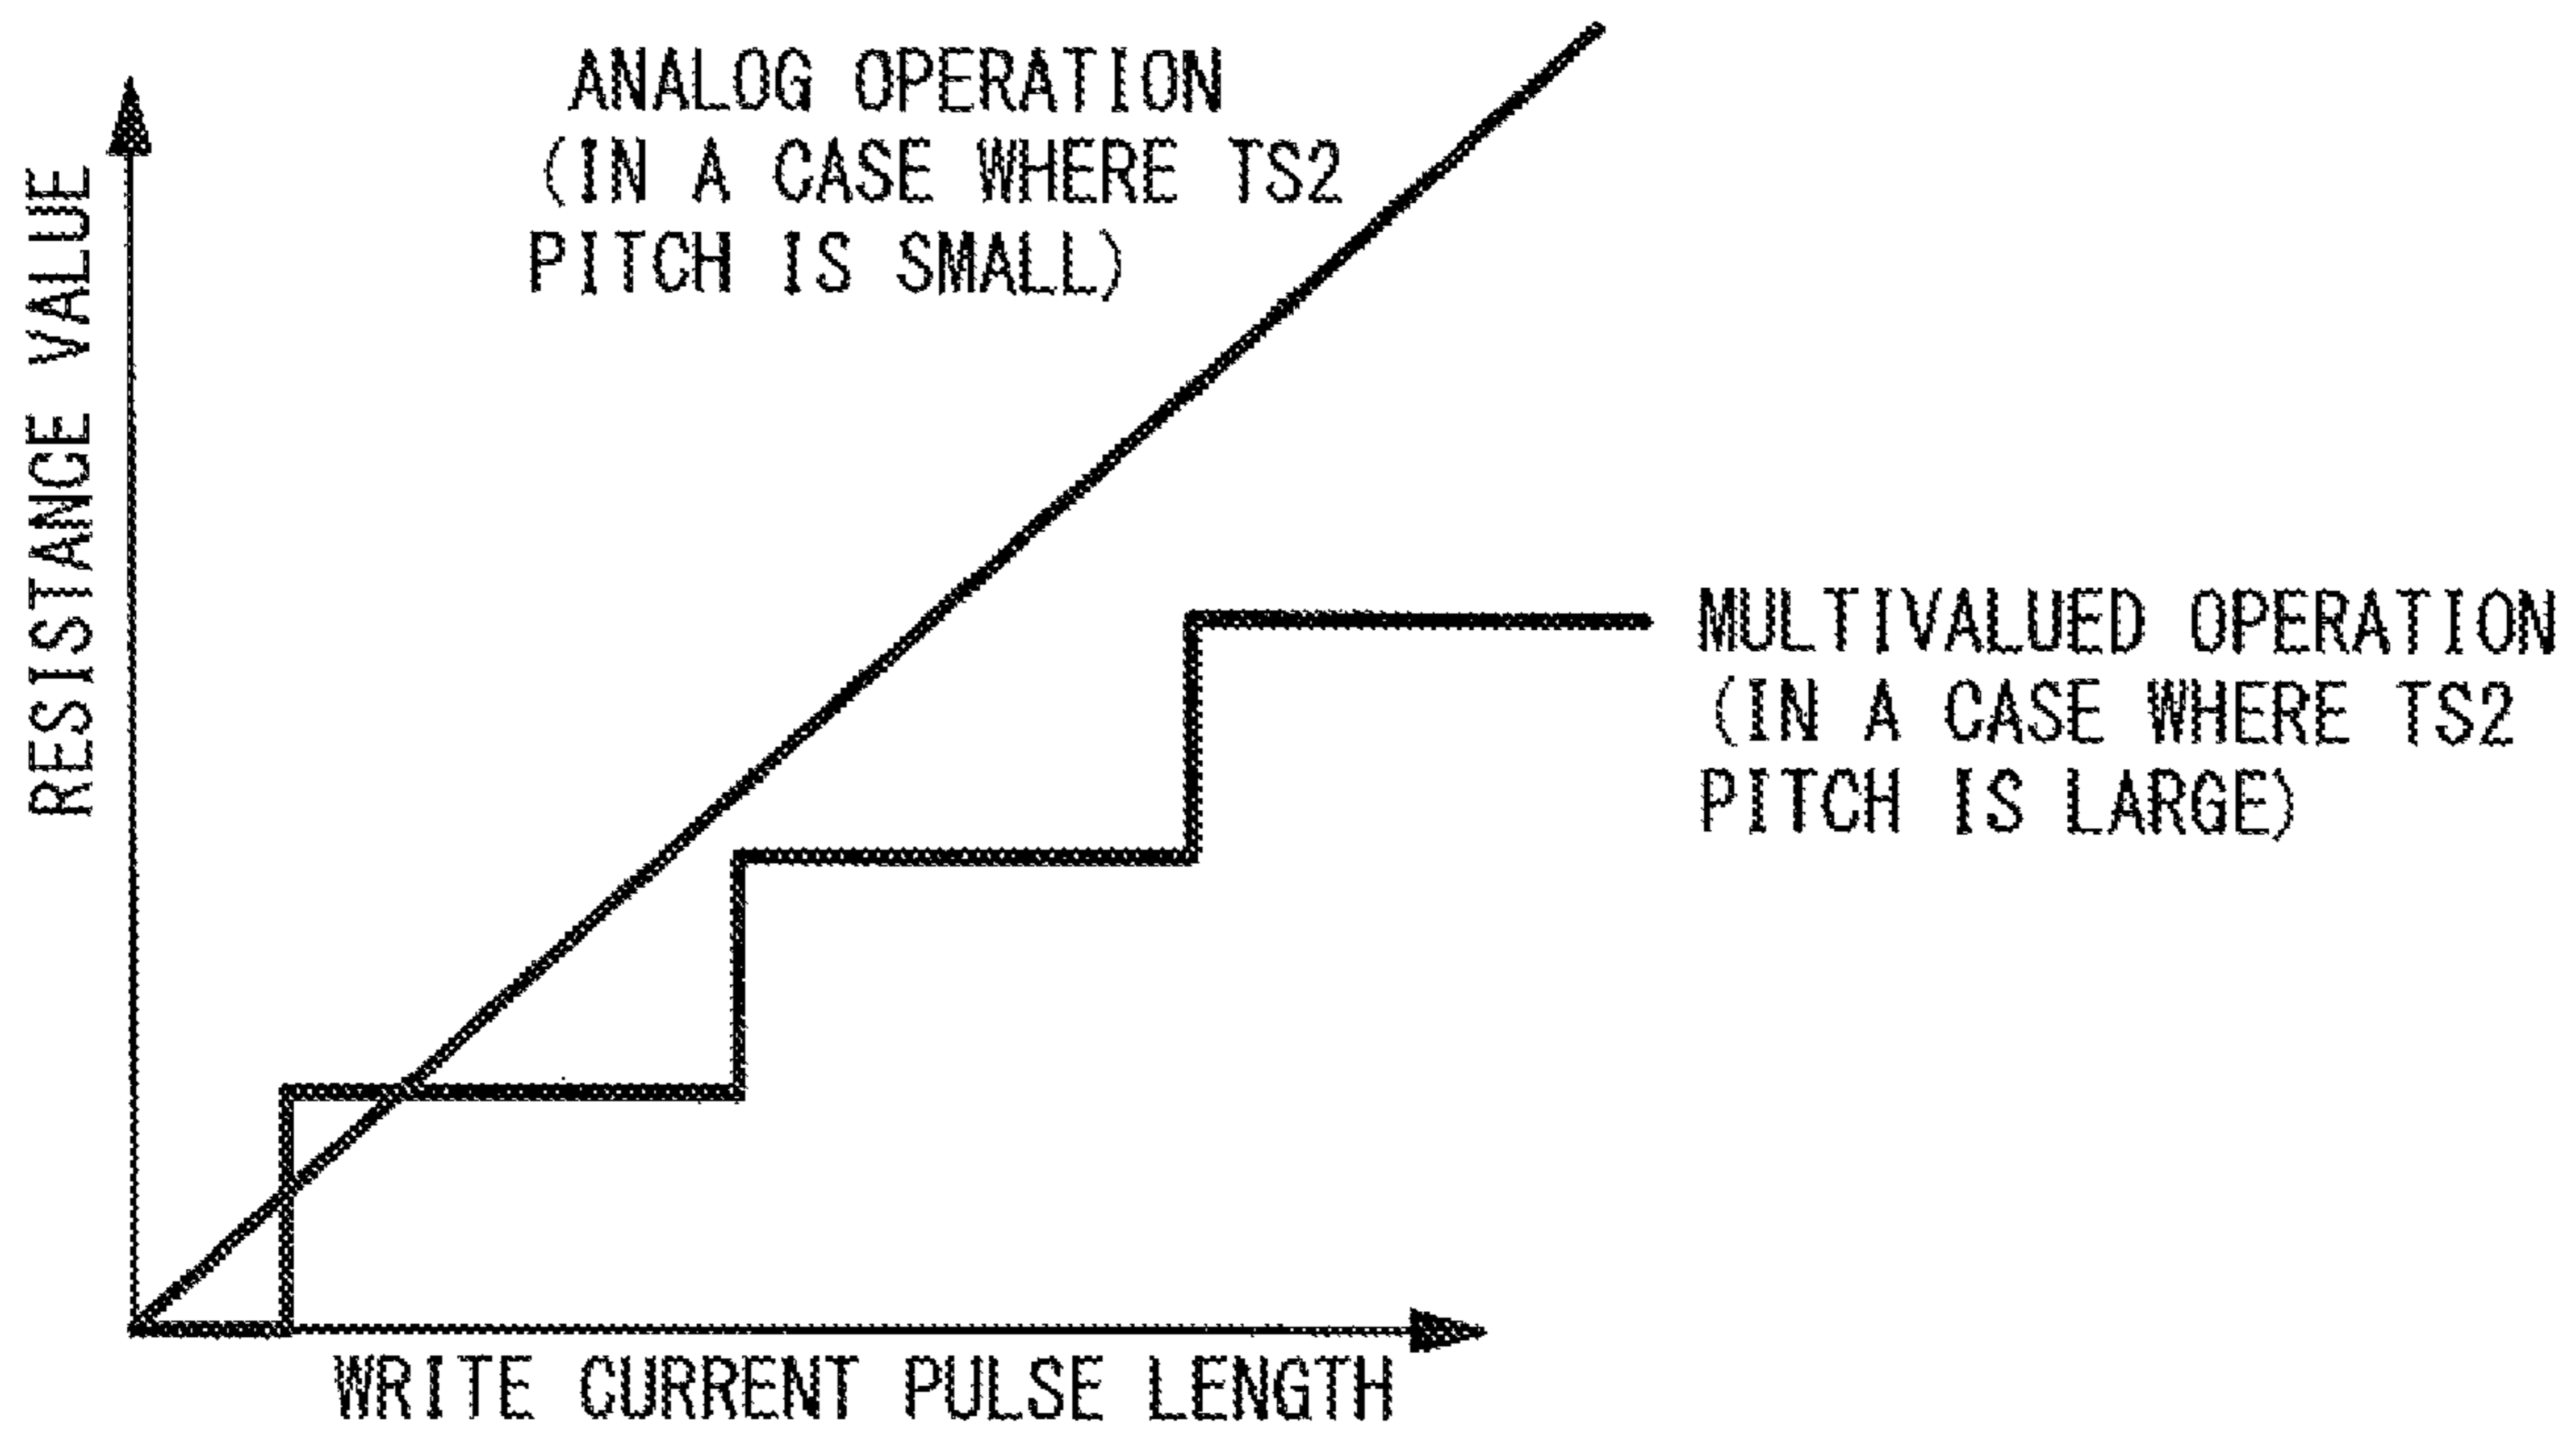 ANALOG OPERATION
(IN A CASE WHERE TS2
PITCH IS SMALL)
RESISTANCE VALUE
MULTIVALUED OPERATION
(IN A CASE WHERE TS2
PITCH IS LARGE)
WRITE CURRENT PULSE LENGTH